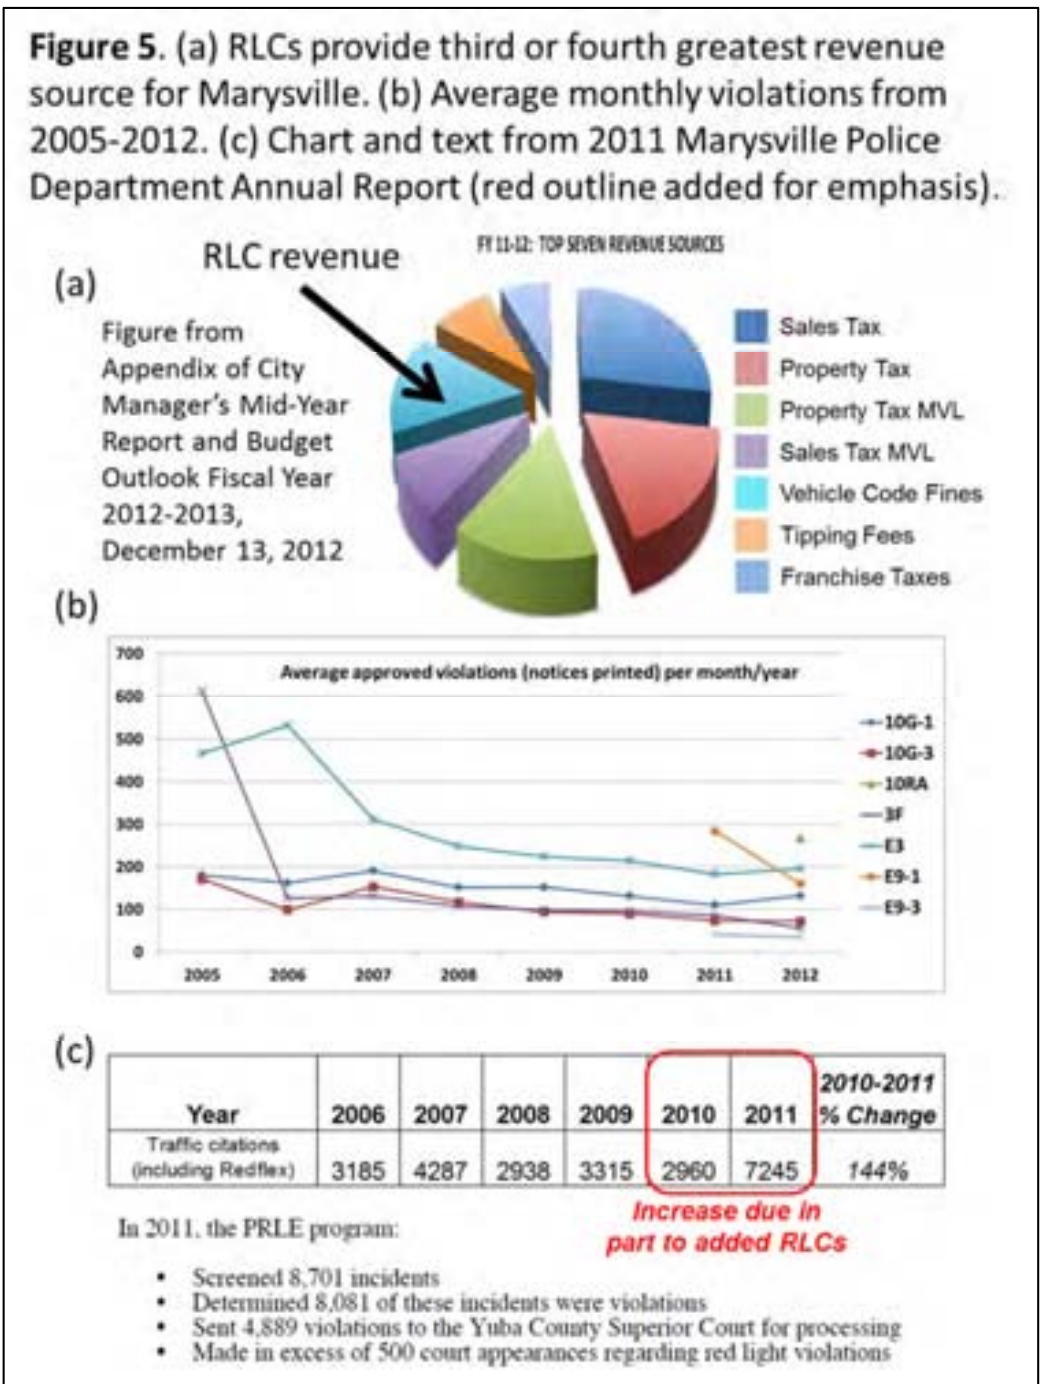 Figure 5. (a) RLCs provide third or fourth greatest revenue
source for Marysville. (b) Average monthly violations from
2005-2012. (c) Chart and text from 2011 Marysville Police
Department Annual Report (red outline added for emphasis).
RLC revenue
FY 11-12: TOP SEVEN REVENUE SOURCES
(a)
Figure from
Appendix of City
Manager's Mid-Year
Report and Budget
Outlook Fiscal Year
2012-2013,
December 13, 2012
Sales Tax
Property Tax
Property Tax MVL
Sales Tax MVL
Vehicle Code Fines
Tipping Fees
Franchise Taxes
(b)
Average approved violations (notices printed) per month/year
700
600
500
400
300
200
100
0
2005 2006 2007 2008 2009 2010 2011 2012
10G-1
10G-3
10RA
3F
E3
E9-1
E9-3
(c)
Year 2006 2007 2008 2009 2010 2011 2010-2011 % Change
Traffic citations
(including Redflex) 3185 4287 2938 3315 2960 7245 144%
Increase due in
part to added RLCs
In 2011, the PRLE program:
• Screened 8,701 incidents
• Determined 8,081 of these incidents were violations
• Sent 4,889 violations to the Yuba County Superior Court for processing
• Made in excess of 500 court appearances regarding red light violations